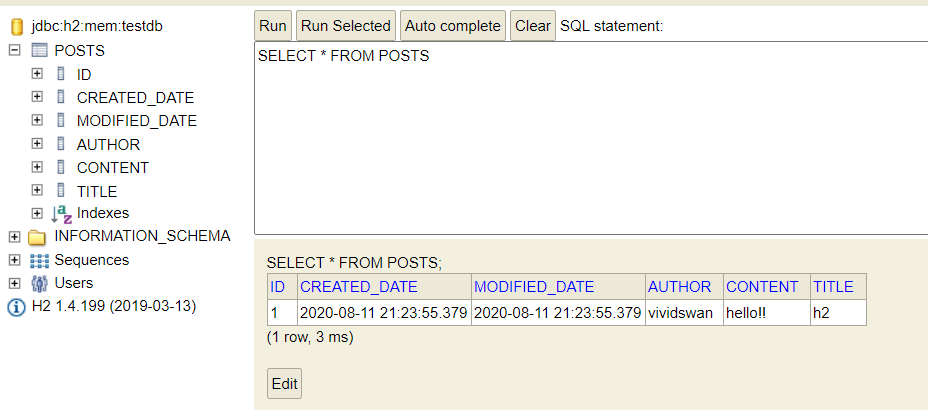 jdbc:h2:mem:testdb
POSTS
ID
CREATED_DATE
MODIFIED_DATE
AUTHOR
CONTENT
TITLE
Indexes
INFORMATION_SCHEMA
Sequences
Users
H2 1.4.199 (2019-03-13)
Run Run Selected Auto complete Clear SQL statement:
SELECT * FROM POSTS
SELECT * FROM POSTS;
ID CREATED_DATE MODIFIED_DATE AUTHOR CONTENT TITLE
1 2020-08-11 21:23:55.379 2020-08-11 21:23:55.379 vividswan hello!! h2
(1 row, 3 ms)
Edit